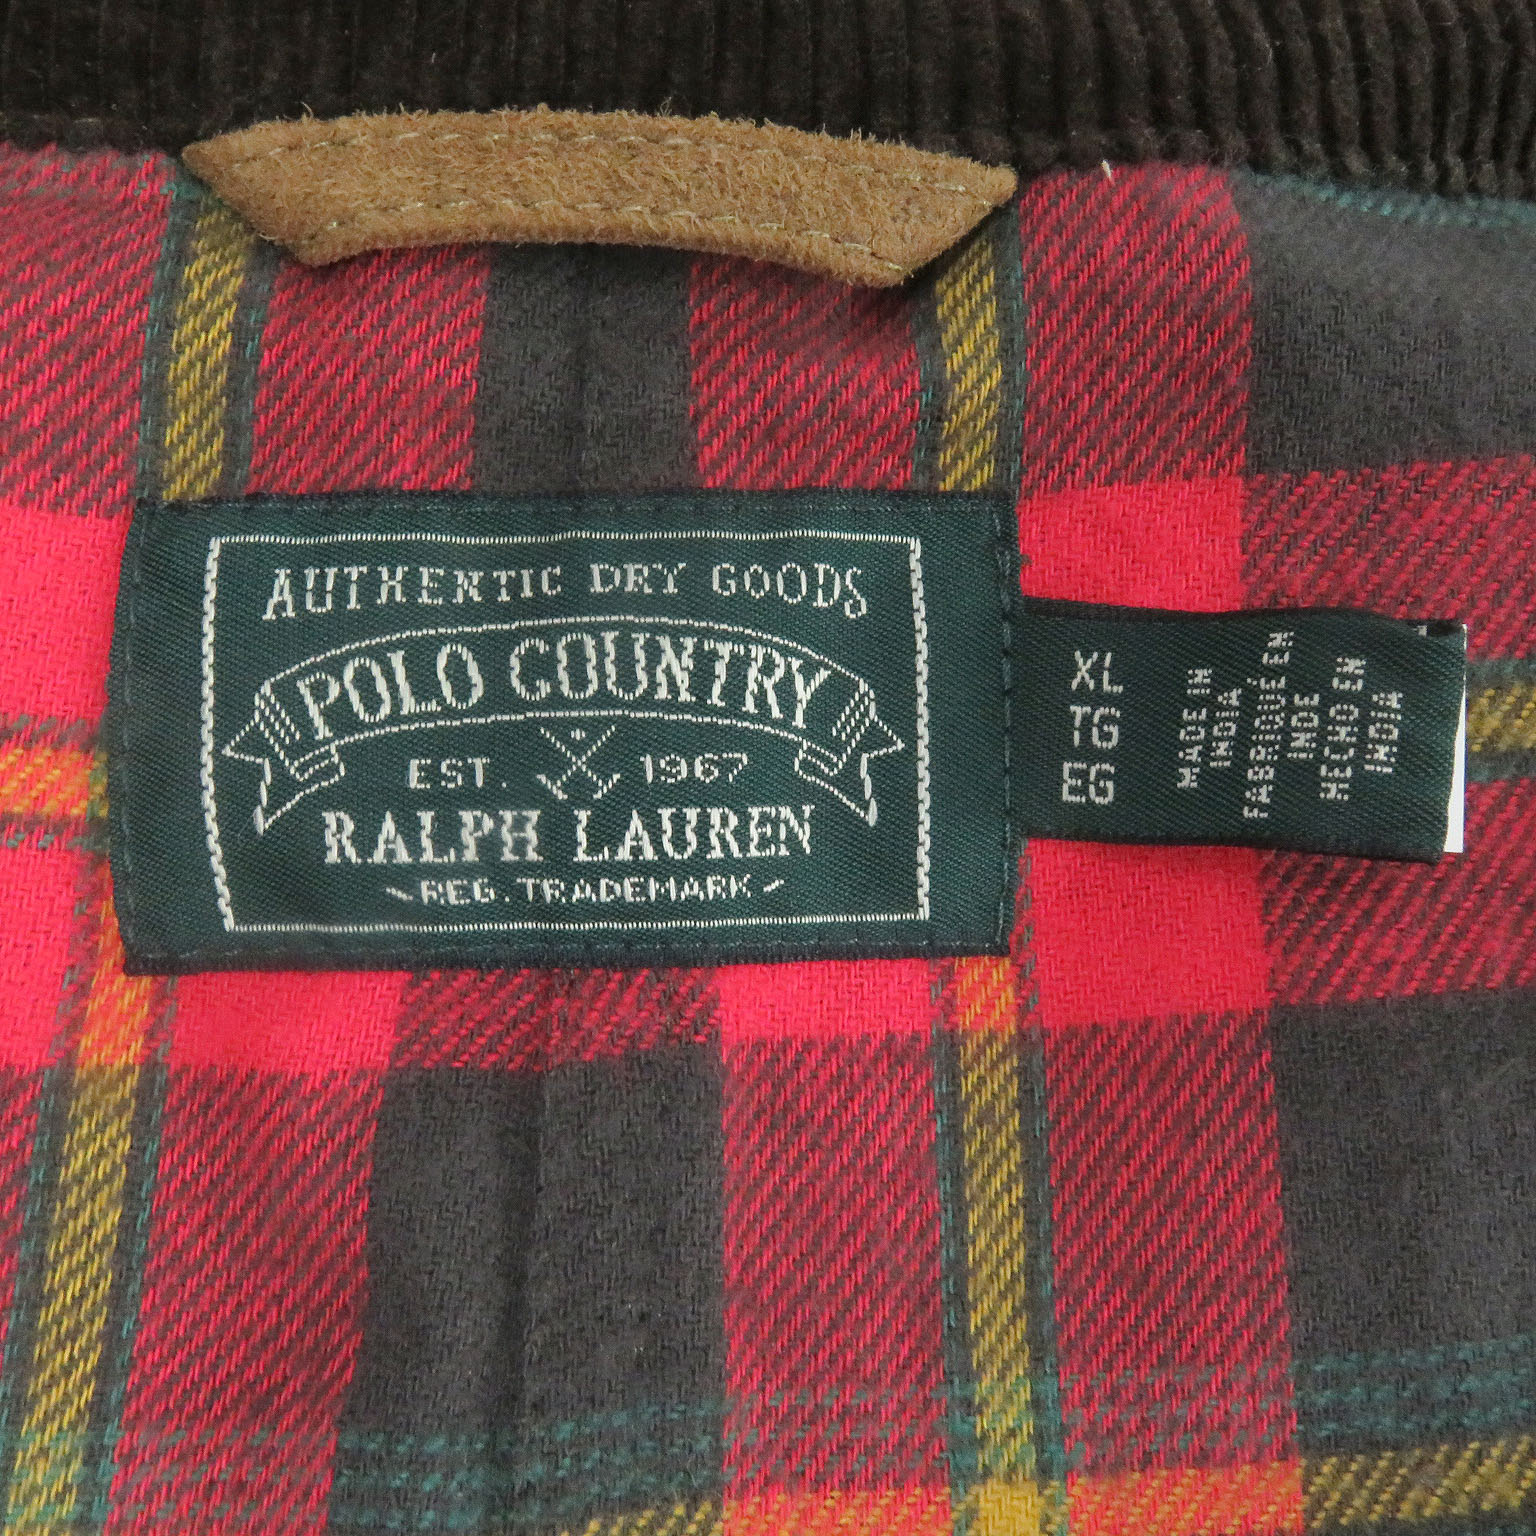 AUTHENTIC DRY GOODS
POLO COUNTRY
EST. 1967
RALPH LAUREN
REG. TRADEMARK
XL
TG
EG
MADE IN
INDIA
FABRIQUÉ EN
INDE
HECHO EN
INDIA